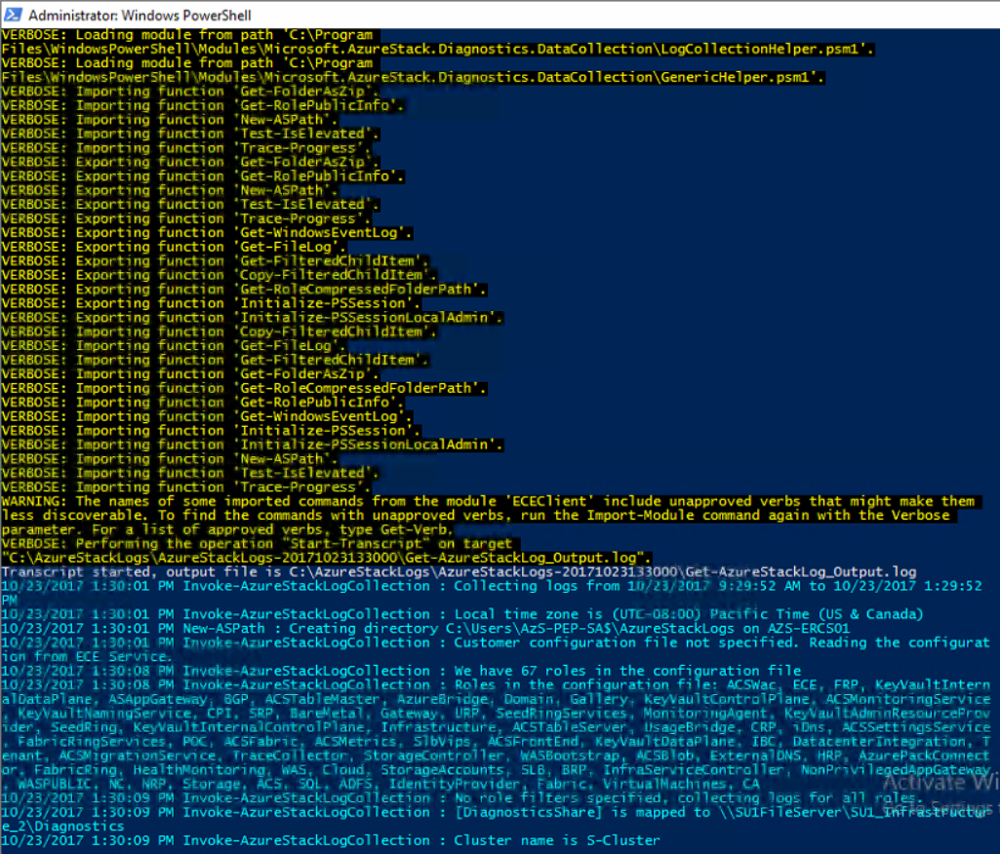 Administrator: Windows PowerShell
VERBOSE: Loading module from path 'C:\Program
Files\WindowsPowerShell\Modules\Microsoft.AzureStack.Diagnostics.DataCollection\LogCollectionHelper.psm1'.
VERBOSE: Loading module from path 'C:\Program
Files\WindowsPowerShell\Modules\Microsoft.AzureStack.Diagnostics.DataCollection\GenericHelper.psm1'.
VERBOSE: Importing function 'Get-FolderAsZip'.
VERBOSE: Importing function 'Get-RolePublicInfo'.
VERBOSE: Importing function 'New-ASPath'.
VERBOSE: Importing function 'Test-IsElevated'.
VERBOSE: Importing function 'Trace-Progress'.
VERBOSE: Exporting function 'Get-FolderAsZip'.
VERBOSE: Exporting function 'Get-RolePublicInfo'.
VERBOSE: Exporting function 'New-ASPath'.
VERBOSE: Exporting function 'Test-IsElevated'.
VERBOSE: Exporting function 'Trace-Progress'.
VERBOSE: Exporting function 'Get-WindowsEventLog'.
VERBOSE: Exporting function 'Get-FileLog'.
VERBOSE: Exporting function 'Get-FilteredChildItem'.
VERBOSE: Exporting function 'Copy-FilteredChildItem'.
VERBOSE: Exporting function 'Get-RoleCompressedFolderPath'.
VERBOSE: Exporting function 'Initialize-PSSession'.
VERBOSE: Exporting function 'Initialize-PSSessionLocalAdmin'.
VERBOSE: Importing function 'Copy-FilteredChildItem'.
VERBOSE: Importing function 'Get-FileLog'.
VERBOSE: Importing function 'Get-FilteredChildItem'.
VERBOSE: Importing function 'Get-FolderAsZip'.
VERBOSE: Importing function 'Get-RoleCompressedFolderPath'.
VERBOSE: Importing function 'Get-RolePublicInfo'.
VERBOSE: Importing function 'Get-WindowsEventLog'.
VERBOSE: Importing function 'Initialize-PSSession'.
VERBOSE: Importing function 'Initialize-PSSessionLocalAdmin'.
VERBOSE: Importing function 'New-ASPath'.
VERBOSE: Importing function 'Test-IsElevated'.
VERBOSE: Importing function 'Trace-Progress'.
WARNING: The names of some imported commands from the module 'ECEClient' include unapproved verbs that might make them
less discoverable. To find the commands with unapproved verbs, run the Import-Module command again with the Verbose
parameter. For a list of approved verbs, type Get-Verb.
VERBOSE: Performing the operation "Start-Transcript" on target
"C:\AzureStackLogs\AzureStackLogs-20171023133000\Get-AzureStackLog_Output.log".
Transcript started, output file is C:\AzureStackLogs\AzureStackLogs-20171023133000\Get-AzureStackLog_Output.log
10/23/2017 1:30:01 PM Invoke-AzureStackLogCollection : Collecting logs from 10/23/2017 9:29:52 AM to 10/23/2017 1:29:52
PM
10/23/2017 1:30:01 PM Invoke-AzureStackLogCollection : Local time zone is (UTC-08:00) Pacific Time (US & Canada)
10/23/2017 1:30:01 PM New-ASPath : Creating directory C:\Users\AzS-PEP-SA$\AzureStackLogs on AZS-ERCS01
10/23/2017 1:30:01 PM Invoke-AzureStackLogCollection : Customer configuration file not specified. Reading the configurat
ion from ECE Service.
10/23/2017 1:30:08 PM Invoke-AzureStackLogCollection : We have 67 roles in the configuration file
10/23/2017 1:30:08 PM Invoke-AzureStackLogCollection : Roles in the configuration file: ACSWac, ECE, FRP, KeyVaultIntern
alDataPlane, ASAppGateway, BGP, ACSTableMaster, AzureBridge, Domain, Gallery, KeyVaultControlPlane, ACSMonitoringService
, KeyVaultNamingService, CPI, SRP, BareMetal, Gateway, URP, SeedRingServices, MonitoringAgent, KeyVaultAdminResourceProv
ider, SeedRing, KeyVaultInternalControlPlane, Infrastructure, ACSTableServer, UsageBridge, CRP, iDns, ACSSettingsService
, FabricRingServices, POC, ACSFabric, ACSMetrics, SlbVips, ACSFrontEnd, KeyVaultDataPlane, IBC, DatacenterIntegration, T
enant, ACSMigrationService, TraceCollector, StorageController, WASBootstrap, ACSBlob, ExternalDNS, HRP, AzurePackConnect
or, FabricRing, HealthMonitoring, WAS, Cloud, StorageAccounts, SLB, BRP, InfraServiceController, NonPrivilegedAppGateway
, WASPUBLIC, NC, NRP, Storage, ACS, SQL, ADFS, IdentityProvider, Fabric, VirtualMachines, CA
10/23/2017 1:30:09 PM Invoke-AzureStackLogCollection : No role filters specified, collecting logs for all roles.
10/23/2017 1:30:09 PM Invoke-AzureStackLogCollection : [DiagnosticsShare] is mapped to \\SU1FileServer\SU1_Infrastructur
e_2\Diagnostics
10/23/2017 1:30:09 PM Invoke-AzureStackLogCollection : Cluster name is S-Cluster
Activate Wi